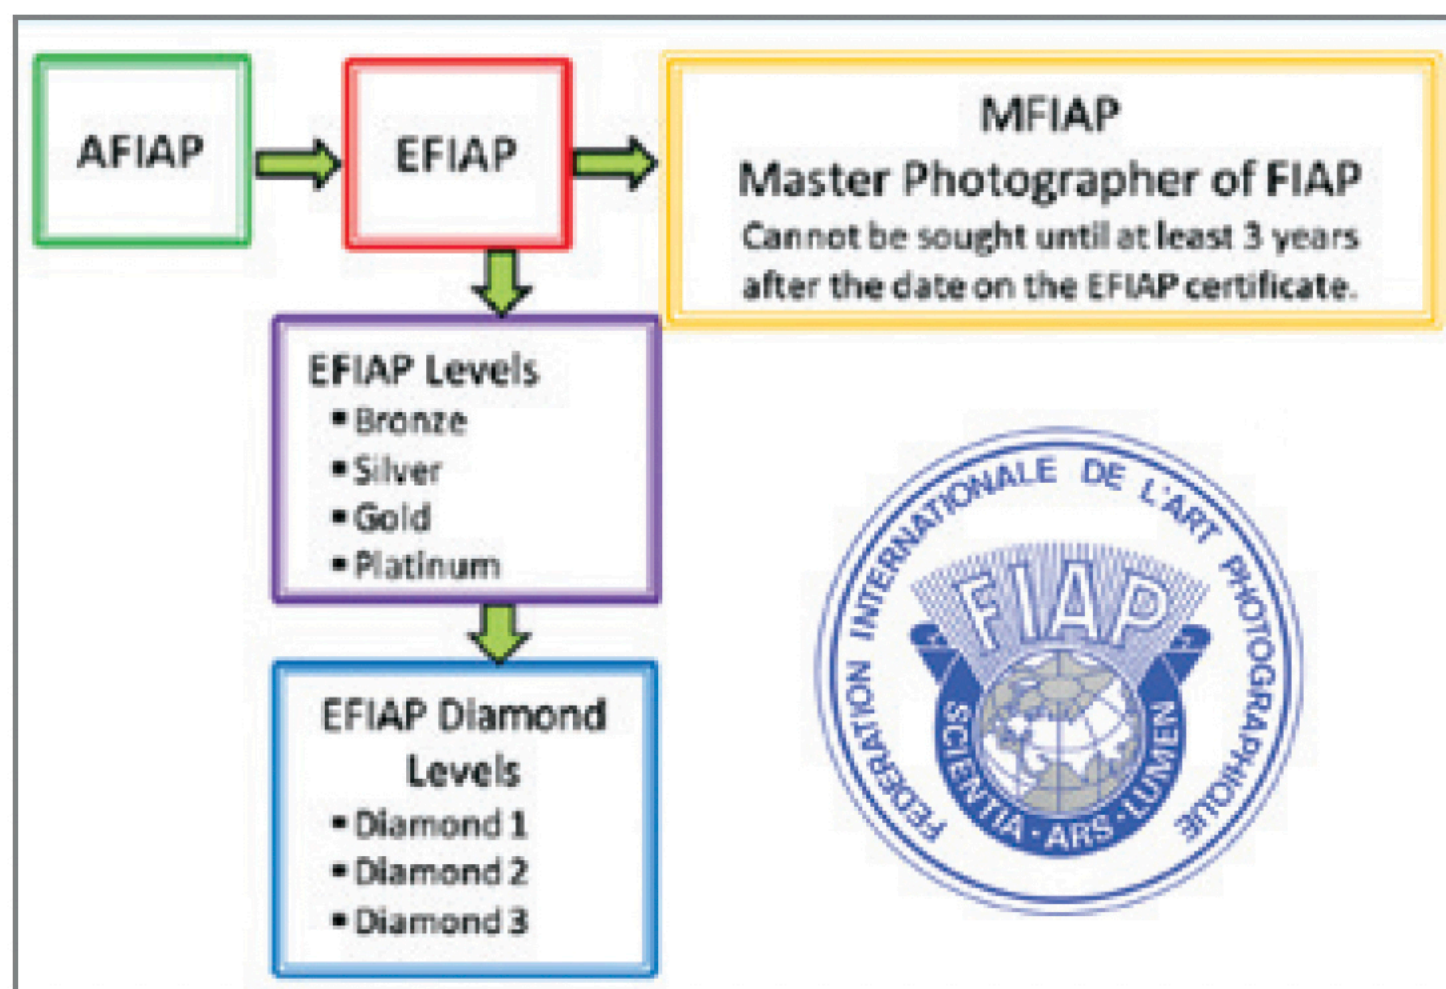 AFIAP
EFIAP
MFIAP
Master Photographer of FIAP
Cannot be sought until at least 3 years
after the date on the EFIAP certificate.
EFIAP Levels
▪ Bronze
▪ Silver
▪ Gold
▪ Platinum
EFIAP Diamond
Levels
▪ Diamond 1
▪ Diamond 2
▪ Diamond 3
FEDERATION INTERNATIONALE DE L'ART PHOTOGRAPHIQUE
FIAP
SCIENTIA · ARS · LUMEN